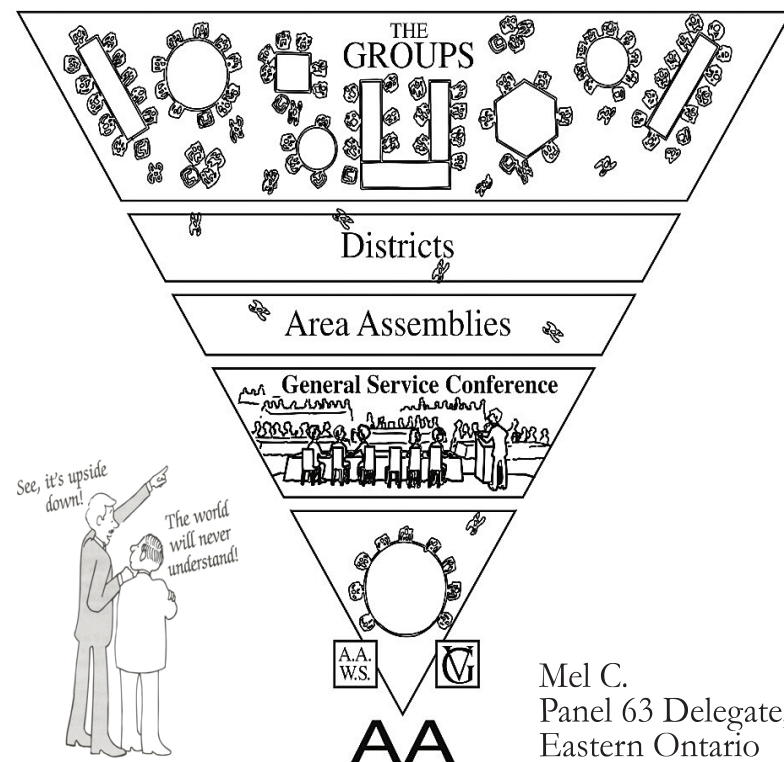 THE
GROUPS
Districts
Area Assemblies
General Service Conference
See, it's upside
down!
The world
will never
understand!
A.A.
W.S.
GV
AA
Mel C.
Panel 63 Delegate,
Eastern Ontario